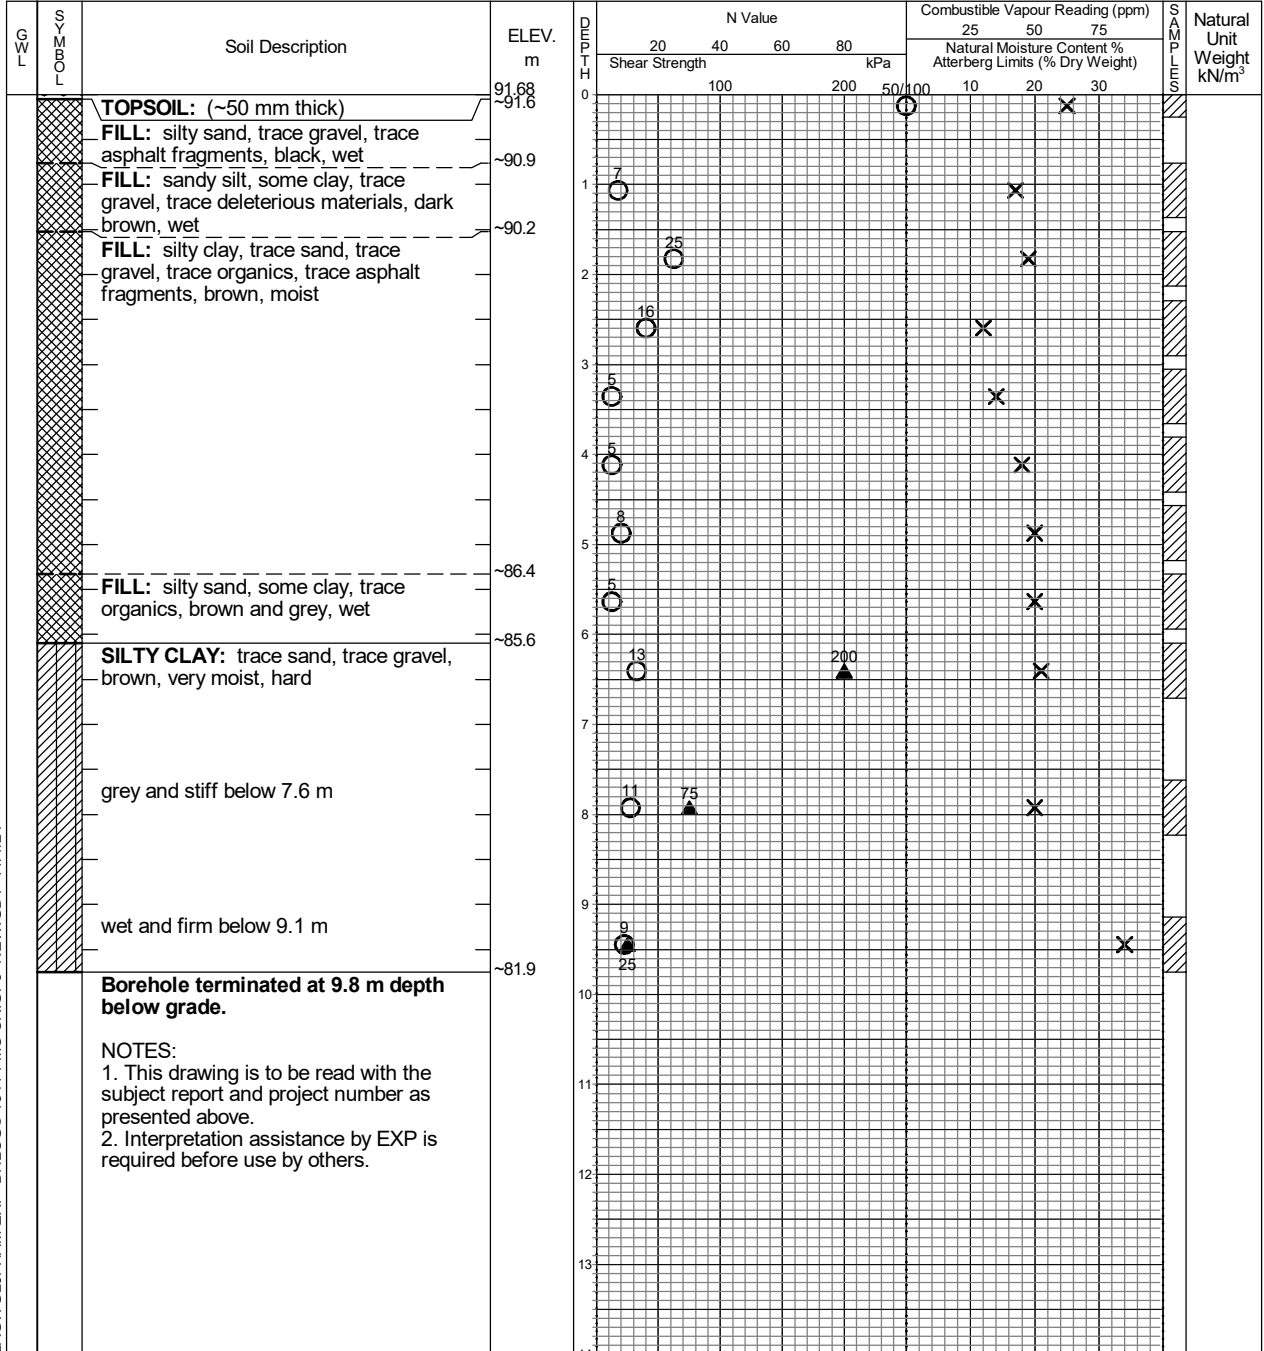 GWL
SYMBOL
Soil Description
ELEV.
m
DEPTH
N Value
20 40 60 80
Shear Strength kPa
100 200
Combustible Vapour Reading (ppm)
25 50 75
Natural Moisture Content %
Atterberg Limits (% Dry Weight)
10 20 30
SAMPLES
Natural
Unit
Weight
kN/m³
91.68
0
50/100
TOPSOIL: (~50 mm thick)
~91.6
FILL: silty sand, trace gravel, trace
asphalt fragments, black, wet
~90.9
FILL: sandy silt, some clay, trace
gravel, trace deleterious materials, dark
brown, wet
7
1
~90.2
FILL: silty clay, trace sand, trace
gravel, trace organics, trace asphalt
fragments, brown, moist
25
2
16
3
5
4
5
8
5
~86.4
FILL: silty sand, some clay, trace
organics, brown and grey, wet
5
6
~85.6
SILTY CLAY: trace sand, trace gravel,
brown, very moist, hard
13 200
7
grey and stiff below 7.6 m
11 75
8
9
wet and firm below 9.1 m
9
25
~81.9
Borehole terminated at 9.8 m depth
below grade.
10
NOTES:
1. This drawing is to be read with the
subject report and project number as
presented above.
2. Interpretation assistance by EXP is
required before use by others.
11
12
13